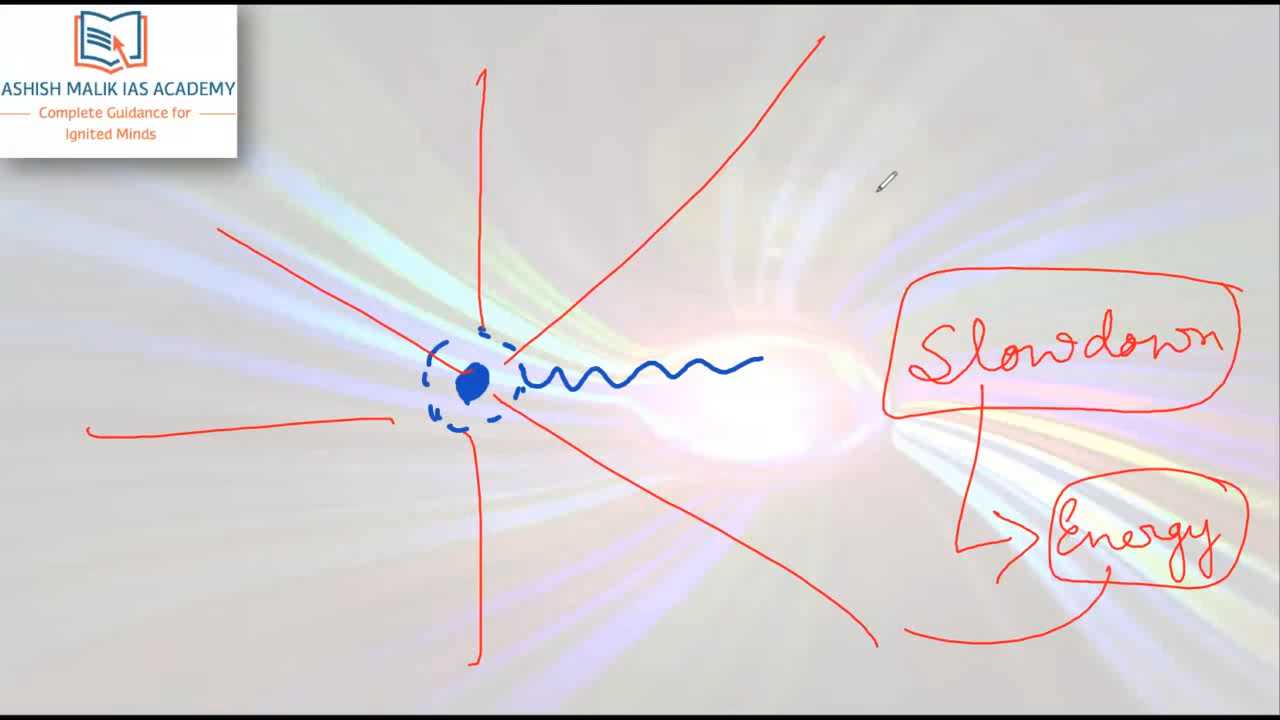 ASHISH MALIK IAS ACADEMY
Complete Guidance for
Ignited Minds
Slowdown
Energy